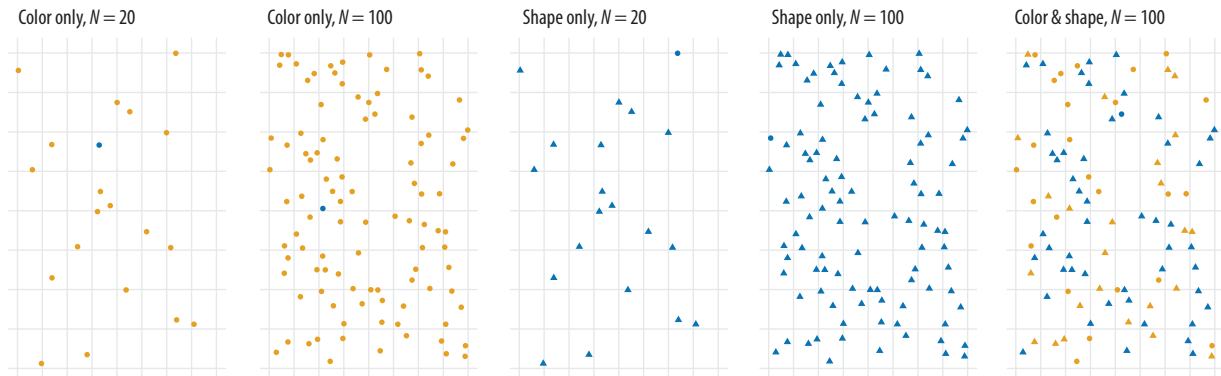 Color only, N = 20
Color only, N = 100
Shape only, N = 20
Shape only, N = 100
Color & shape, N = 100